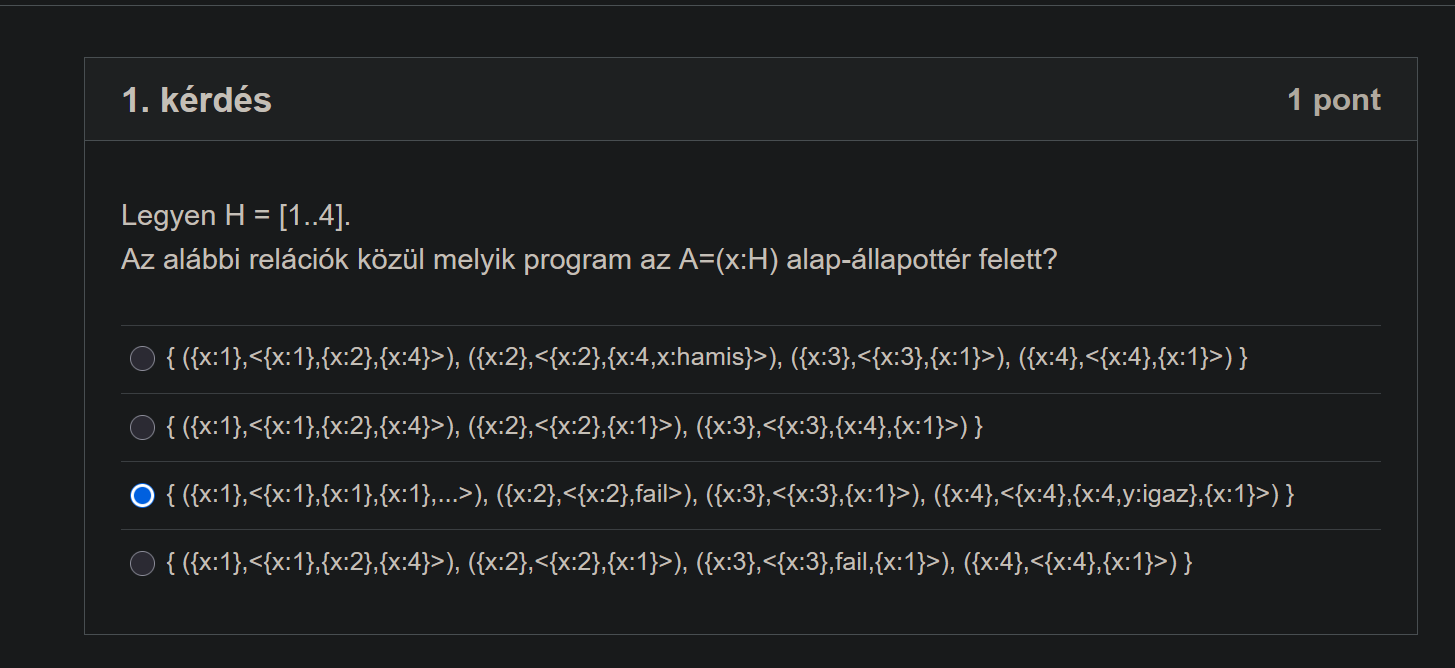 1. kérdés
1 pont
Legyen H = [1..4].
Az alábbi relációk közül melyik program az A=(x:H) alap-állapottér felett?
{ ({x:1},<{x:1},{x:2},{x:4}>), ({x:2},<{x:2},{x:4,x:hamis}>), ({x:3},<{x:3},{x:1}>), ({x:4},<{x:4},{x:1}>) }
{ ({x:1},<{x:1},{x:2},{x:4}>), ({x:2},<{x:2},{x:1}>), ({x:3},<{x:3},{x:4},{x:1}>) }
{ ({x:1},<{x:1},{x:1},{x:1},...>), ({x:2},<{x:2},fail>), ({x:3},<{x:3},{x:1}>), ({x:4},<{x:4},{x:4,y:igaz},{x:1}>) }
{ ({x:1},<{x:1},{x:2},{x:4}>), ({x:2},<{x:2},{x:1}>), ({x:3},<{x:3},fail,{x:1}>), ({x:4},<{x:4},{x:1}>) }